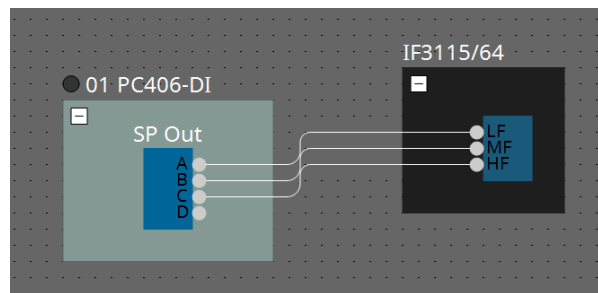 IF3115/64
01 PC406-DI
SP Out
A
B
C
D
LF
MF
HF